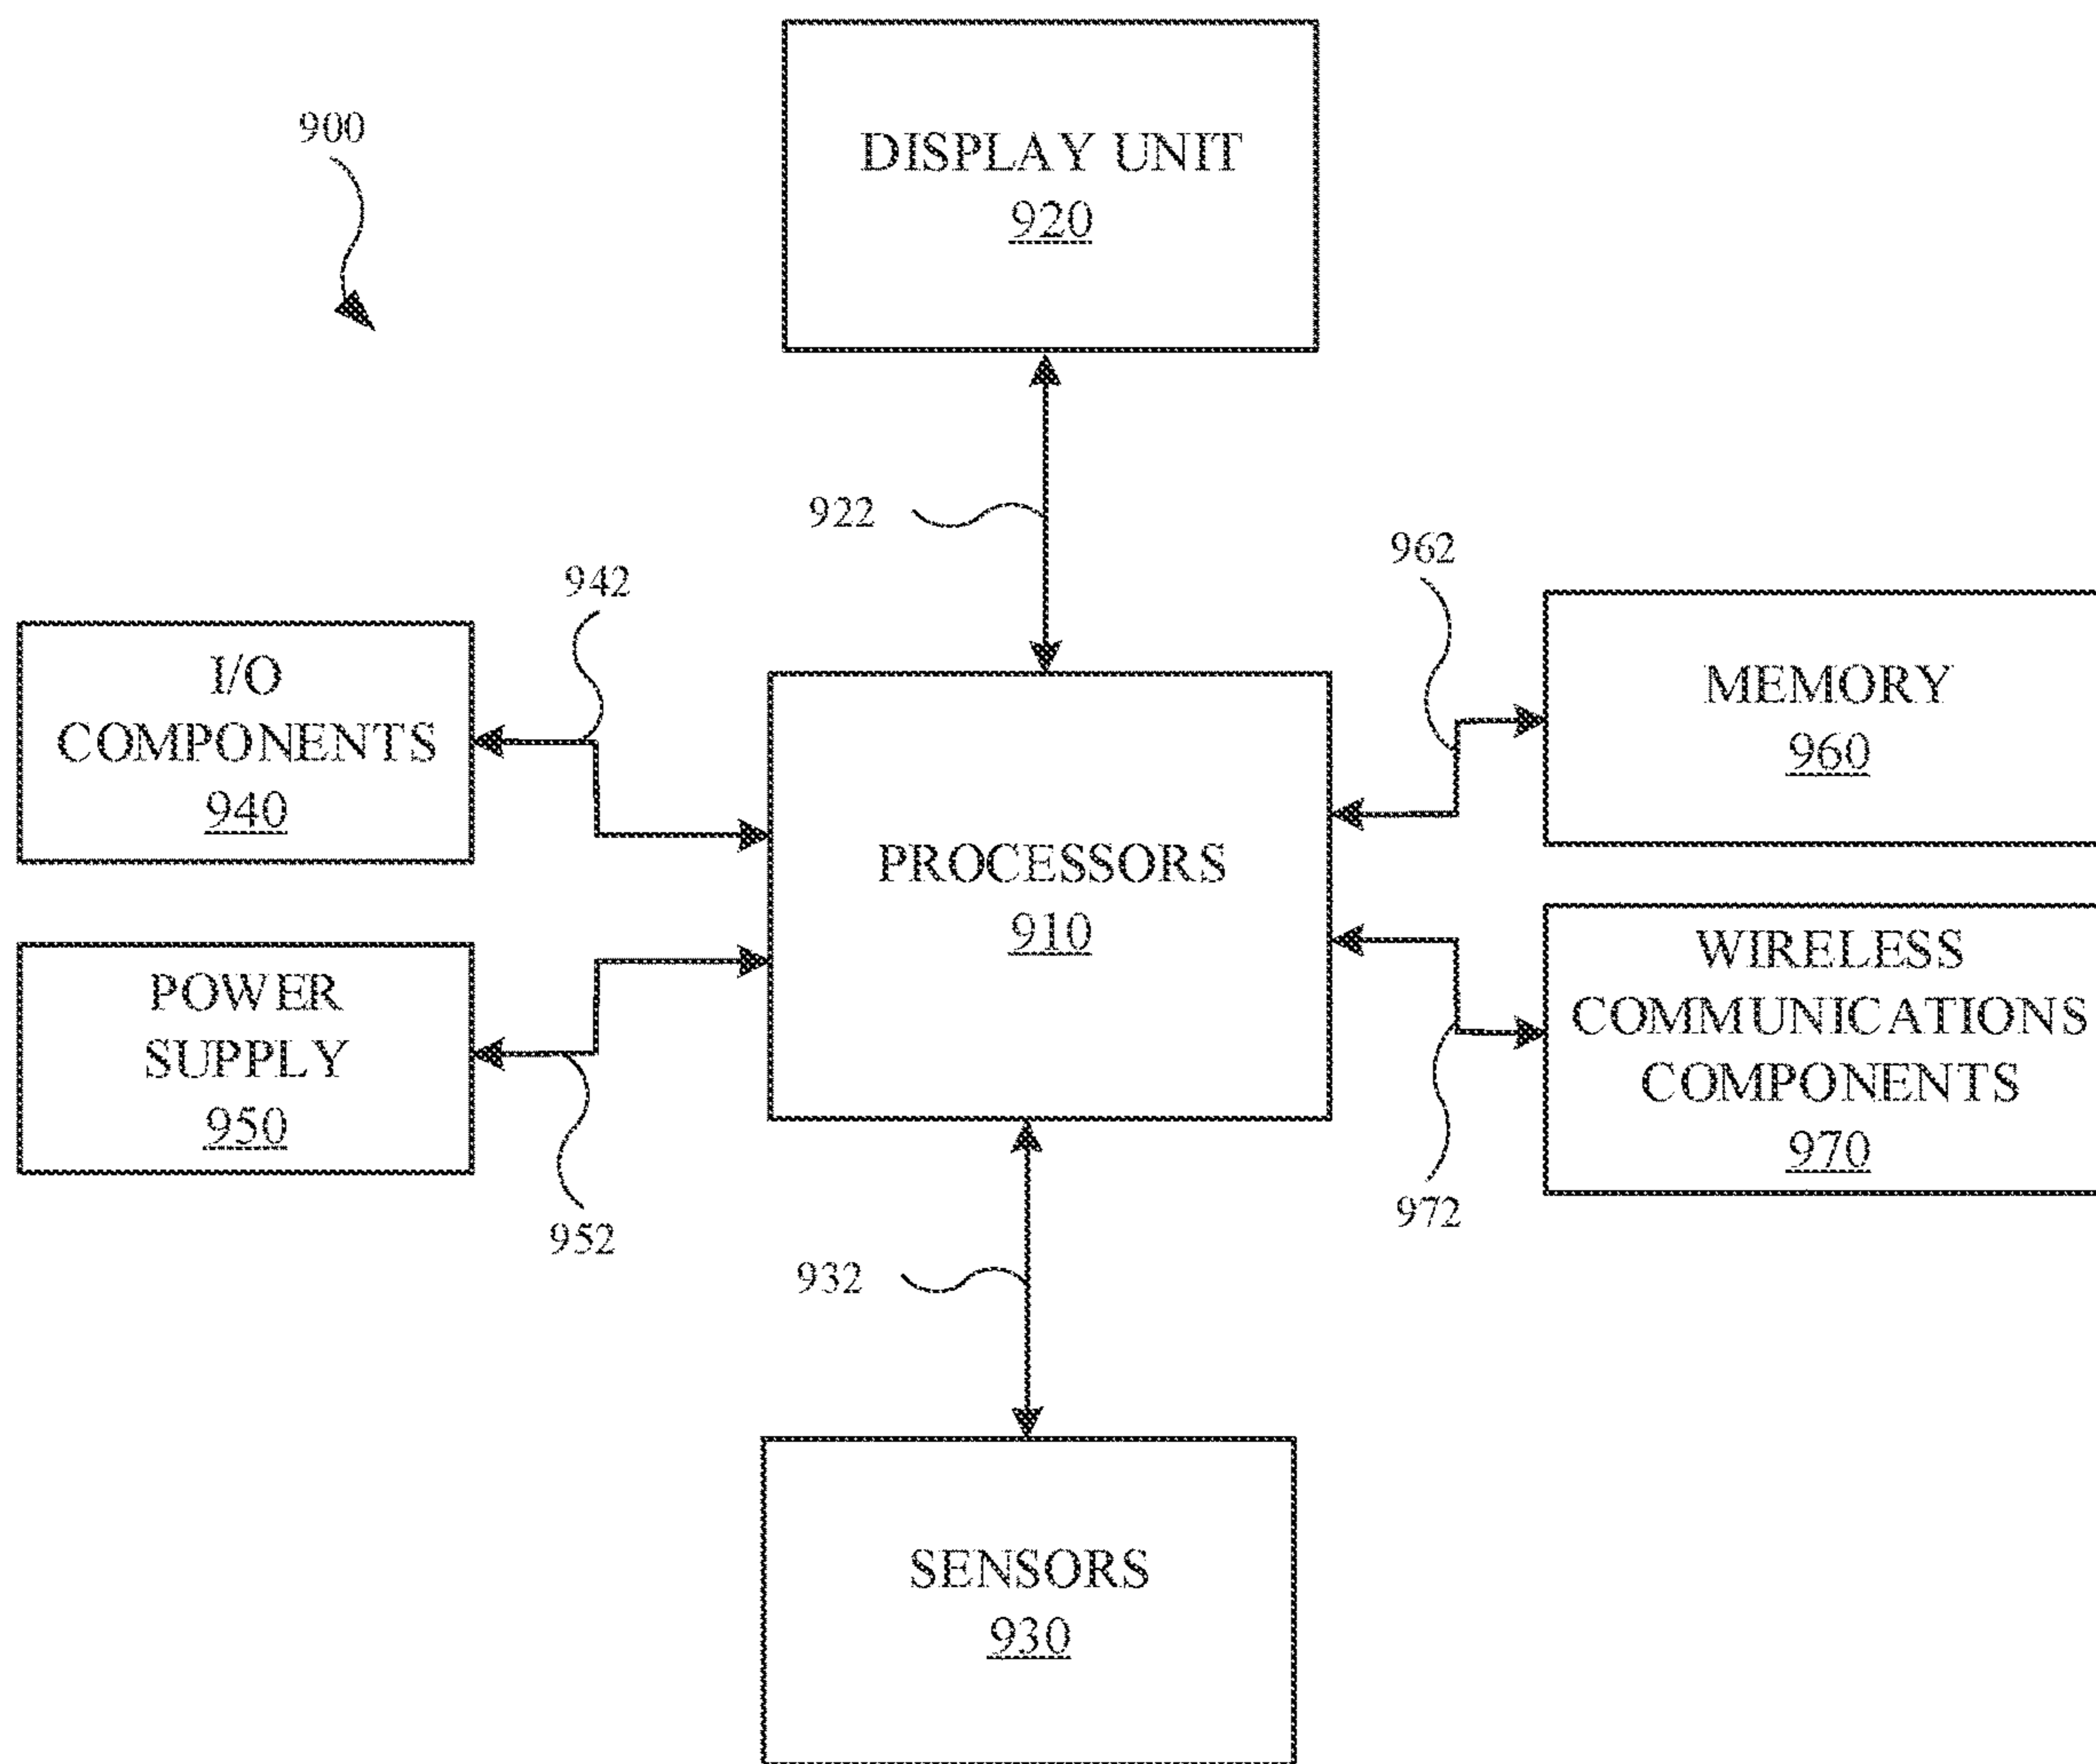 900
DISPLAY UNIT
920
922
942
962
I/O
COMPONENTS
940
MEMORY
960
PROCESSORS
910
POWER
SUPPLY
950
WIRELESS
COMMUNICATIONS
COMPONENTS
970
952
972
932
SENSORS
930